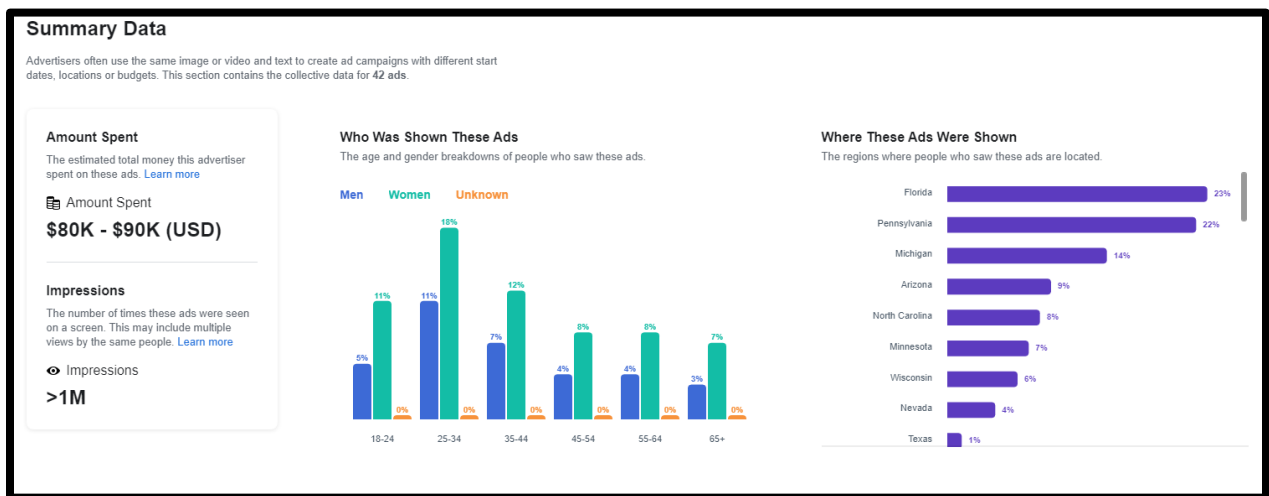 Summary Data
Advertisers often use the same image or video and text to create ad campaigns with different start
dates, locations or budgets. This section contains the collective data for 42 ads.
Amount Spent
The estimated total money this advertiser
spent on these ads. Learn more
Amount Spent
$80K - $90K (USD)
Impressions
The number of times these ads were seen
on a screen. This may include multiple
views by the same people. Learn more
Impressions
>1M
Who Was Shown These Ads
The age and gender breakdowns of people who saw these ads.
Men Women Unknown
5% 11% 0%
11% 18% 0%
7% 12% 0%
4% 8% 0%
4% 8% 0%
3% 7% 0%
18-24 25-34 35-44 45-54 55-64 65+
Where These Ads Were Shown
The regions where people who saw these ads are located.
Florida 23%
Pennsylvania 22%
Michigan 14%
Arizona 9%
North Carolina 8%
Minnesota 7%
Wisconsin 6%
Nevada 4%
Texas 1%